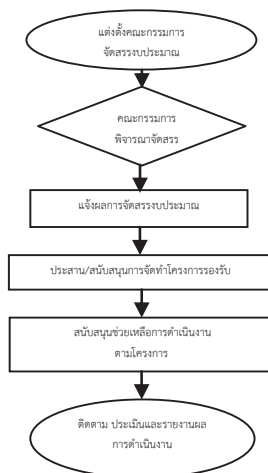 แต่งตั้งคณะกรรมการ
จัดสรรงบประมาณ
คณะกรรมการ
พิจารณาจัดสรร
แจ้งผลการจัดสรรงบประมาณ
ประสาน/สนับสนุนการจัดทำโครงการรองรับ
สนับสนุนช่วยเหลือการดำเนินงาน
ตามโครงการ
ติดตาม ประเมินและรายงานผล
การดำเนินงาน